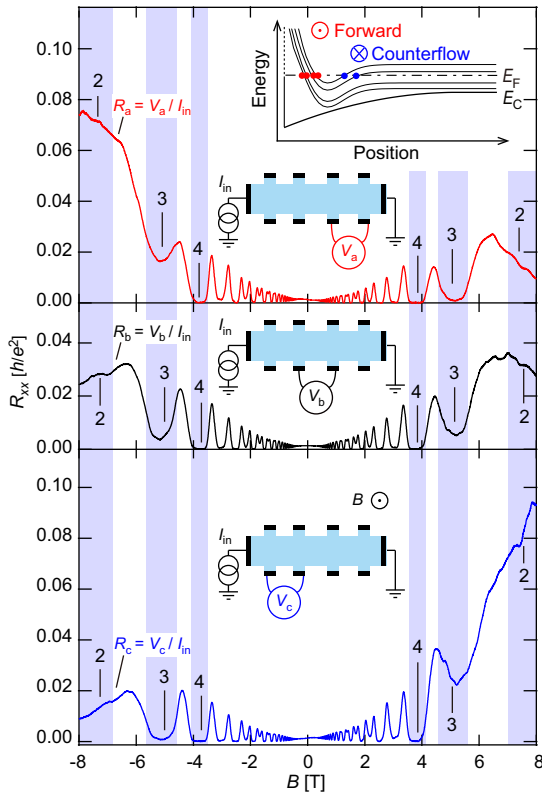 0.10
0.08
0.06
0.04
0.02
0.00
2
R_a = V_a / I_in
3
4
I_in
V_a
4
3
2
Energy
Position
⊙ Forward
⊗ Counterflow
E_F
E_C
R_xx [h/e²]
0.04
0.02
0.00
R_b = V_b / I_in
2
3
4
I_in
V_b
4
3
2
0.10
0.08
0.06
0.04
0.02
0.00
B ⊙
I_in
V_c
2
R_c = V_c / I_in
3
4
4
3
2
-8 -6 -4 -2 0 2 4 6 8
B [T]